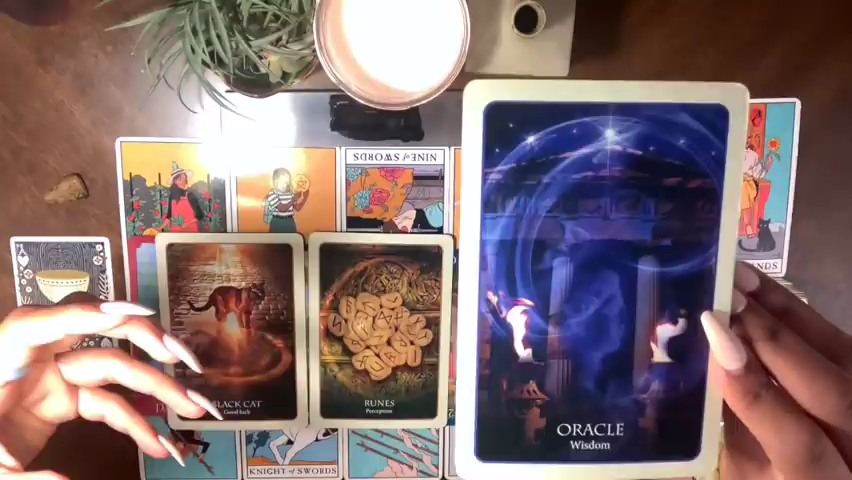 NINE of SWORDS
BLACK CAT
Good luck
RUNES
Perception
ORACLE
Wisdom
KNIGHT of SWORDS